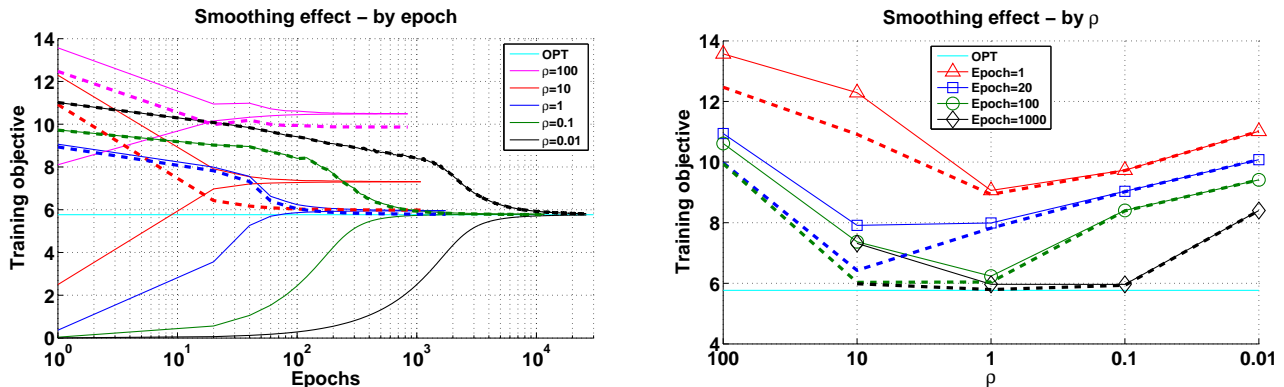 Smoothing effect – by epoch
Training objective
14
12
10
8
6
4
2
0
10^0
10^1
10^2
10^3
10^4
Epochs
OPT
ρ=100
ρ=10
ρ=1
ρ=0.1
ρ=0.01
Smoothing effect – by ρ
Training objective
14
12
10
8
6
4
100
10
1
0.1
0.01
ρ
OPT
Epoch=1
Epoch=20
Epoch=100
Epoch=1000